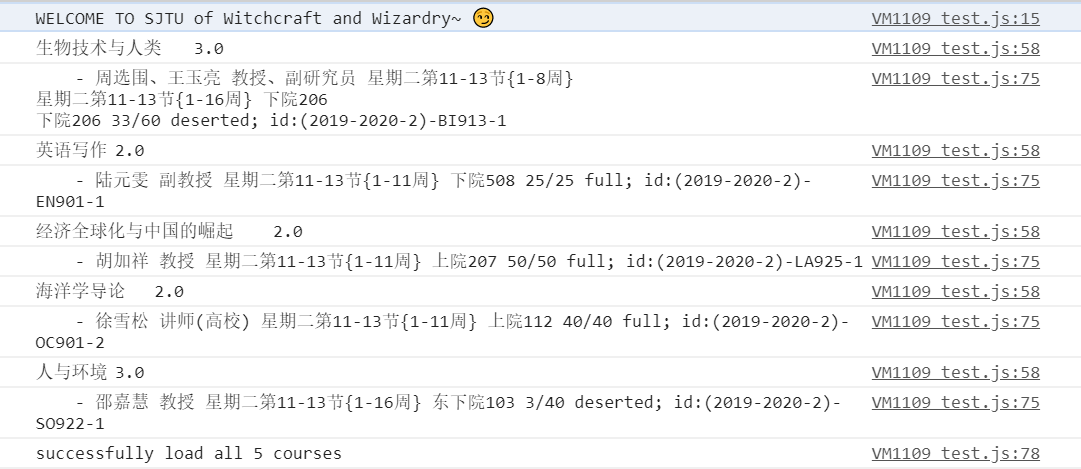 WELCOME TO SJTU of Witchcraft and Wizardry~ 😏 VM1109 test.js:15
生物技术与人类 3.0 VM1109 test.js:58
- 周选围、王玉亮 教授、副研究员 星期二第11-13节{1-8周} VM1109 test.js:75
星期二第11-13节{1-16周} 下院206
下院206 33/60 deserted; id:(2019-2020-2)-BI913-1
英语写作 2.0 VM1109 test.js:58
- 陆元雯 副教授 星期二第11-13节{1-11周} 下院508 25/25 full; id:(2019-2020-2)- VM1109 test.js:75
EN901-1
经济全球化与中国的崛起 2.0 VM1109 test.js:58
- 胡加祥 教授 星期二第11-13节{1-11周} 上院207 50/50 full; id:(2019-2020-2)-LA925-1 VM1109 test.js:75
海洋学导论 2.0 VM1109 test.js:58
- 徐雪松 讲师(高校) 星期二第11-13节{1-11周} 上院112 40/40 full; id:(2019-2020-2)- VM1109 test.js:75
OC901-2
人与环境 3.0 VM1109 test.js:58
- 邵嘉慧 教授 星期二第11-13节{1-16周} 东下院103 3/40 deserted; id:(2019-2020-2)- VM1109 test.js:75
SO922-1
successfully load all 5 courses VM1109 test.js:78